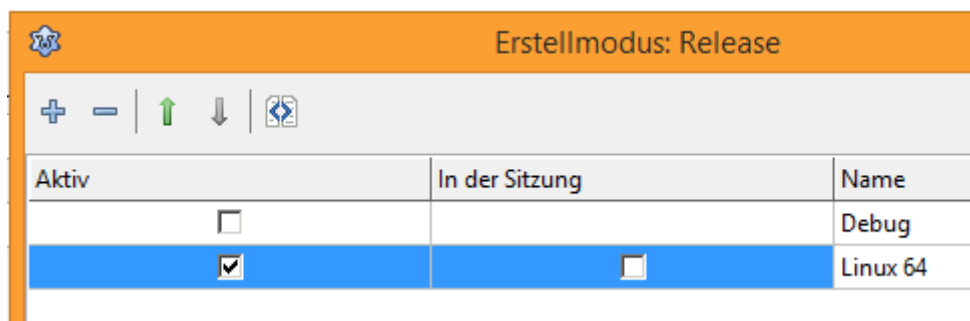 Erstellmodus: Release
Aktiv In der Sitzung Name
Debug
Linux 64